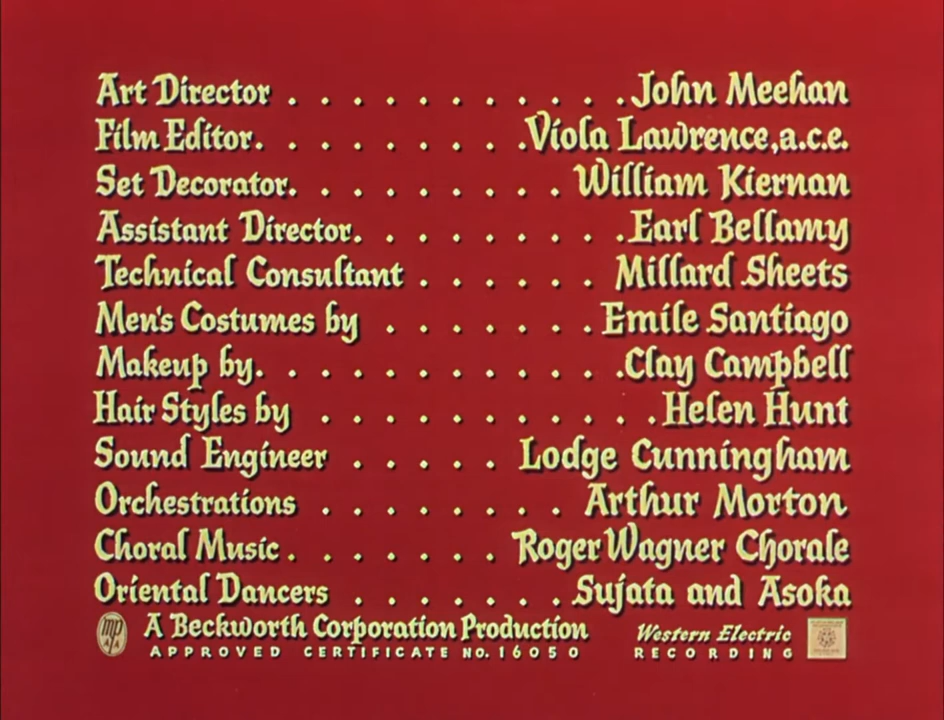 Art Director . . . . . . . . . . . John Meehan
Film Editor. . . . . . . . . Viola Lawrence, a.c.e.
Set Decorator. . . . . . . . . William Kiernan
Assistant Director. . . . . . . . . Earl Bellamy
Technical Consultant . . . . . . Millard Sheets
Men's Costumes by . . . . . . . Emile Santiago
Makeup by. . . . . . . . . . . . Clay Campbell
Hair Styles by . . . . . . . . . . . Helen Hunt
Sound Engineer . . . . . Lodge Cunningham
Orchestrations . . . . . . . . Arthur Morton
Choral Music . . . . . . . Roger Wagner Chorale
Oriental Dancers . . . . . . . Sujata and Asoka
MPAA
A Beckworth Corporation Production
APPROVED CERTIFICATE NO. 16050
Western Electric
RECORDING